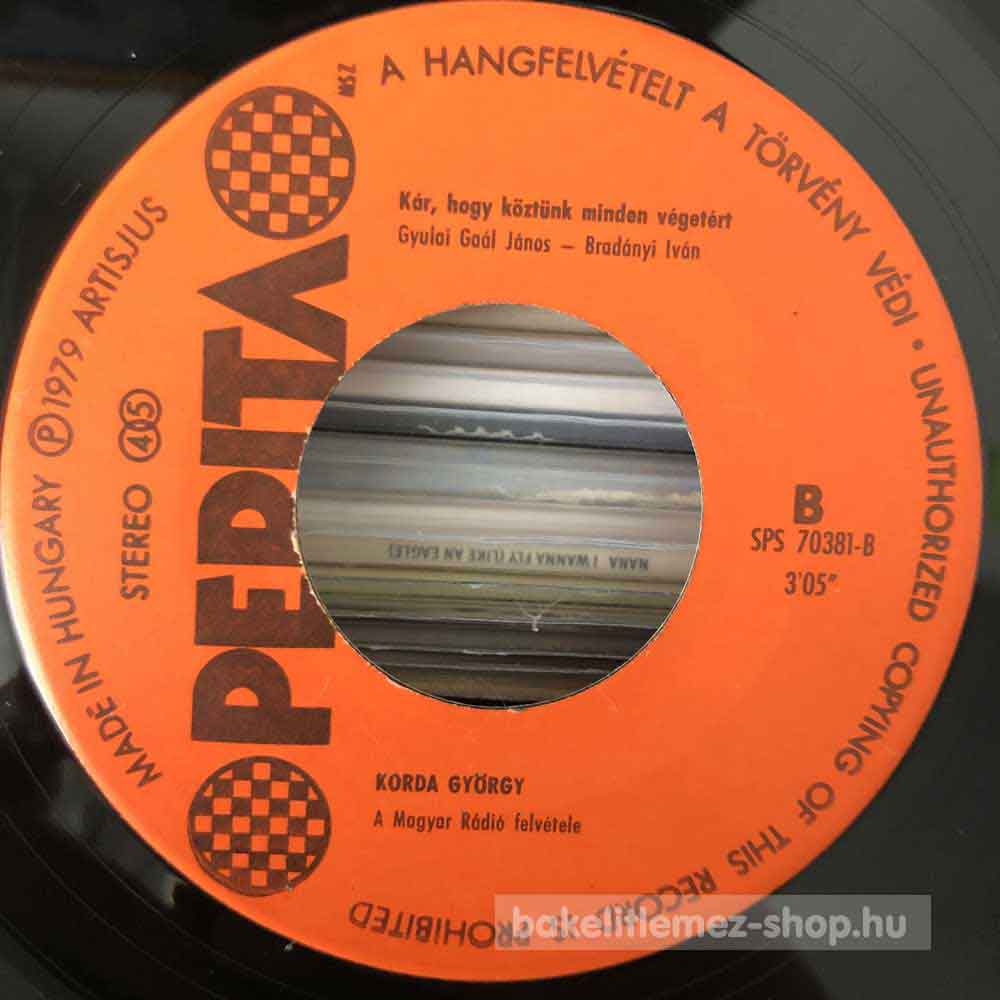 A HANGFELVÉTELT A TÖRVÉNY VÉDI • UNAUTHORIZED COPYING OF THIS RECORD IS PROHIBITED
MADE IN HUNGARY Ⓟ 1979 ARTISJUS
STEREO 45
PEPITA
MSZ
Kár, hogy köztünk minden végetért
Gyulai Gaál János – Bradányi Iván
B
SPS 70381-B
3'05"
NANA I WANNA FLY (LIKE AN EAGLE)
KORDA GYÖRGY
A Magyar Rádió felvétele
bakelitlemez-shop.hu